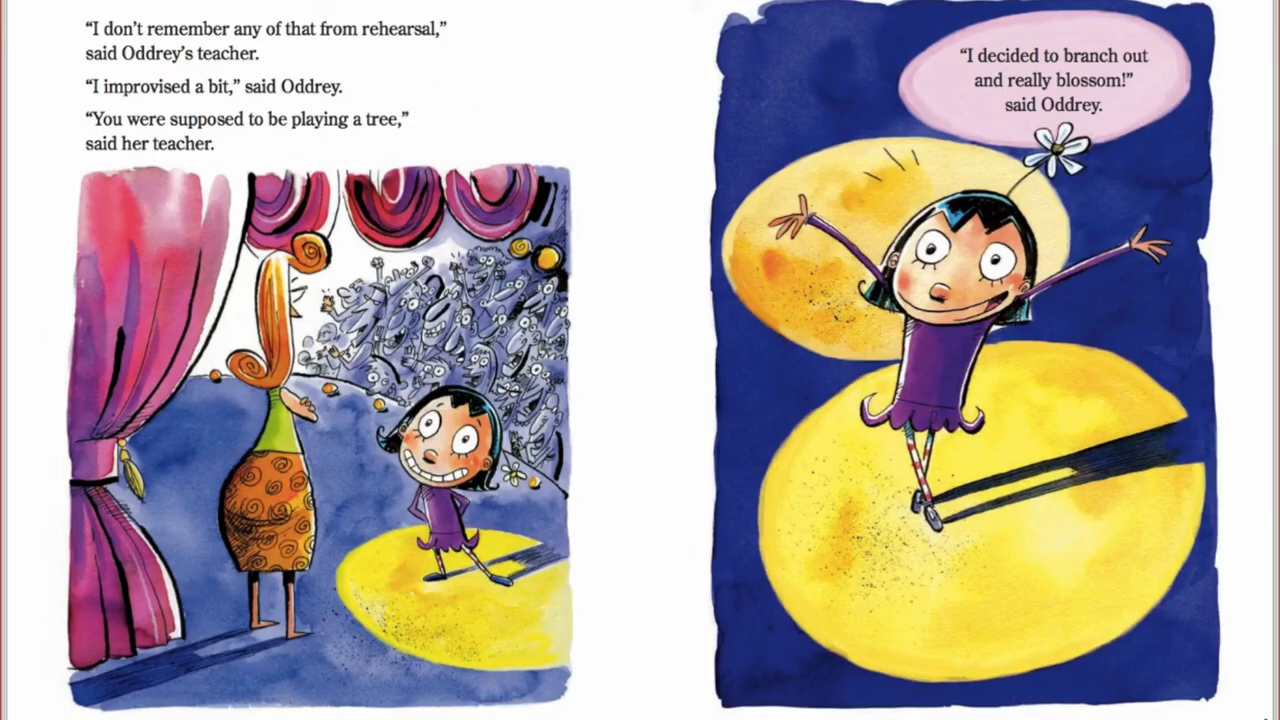 “I don’t remember any of that from rehearsal,”
said Oddrey’s teacher.
“I improvised a bit,” said Oddrey.
“You were supposed to be playing a tree,”
said her teacher.
“I decided to branch out
and really blossom!”
said Oddrey.